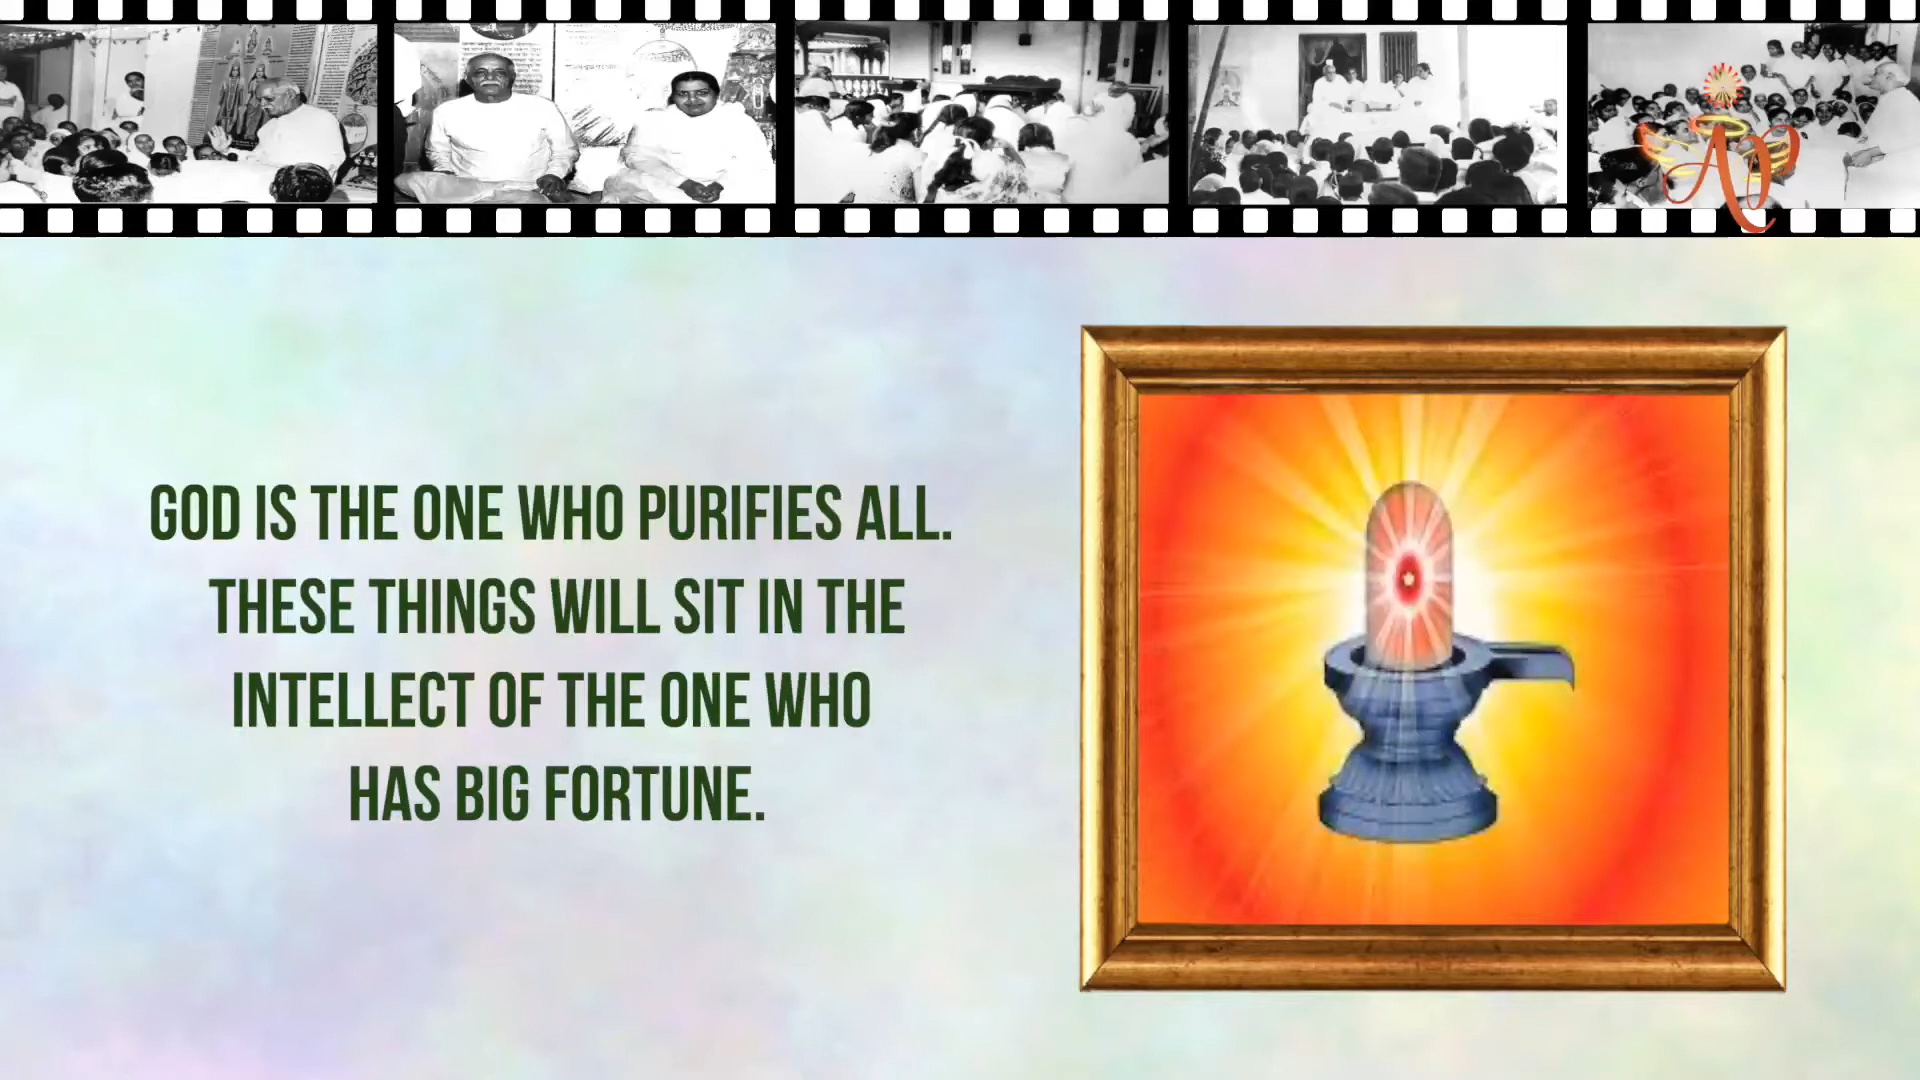 GOD IS THE ONE WHO PURIFIES ALL.
THESE THINGS WILL SIT IN THE
INTELLECT OF THE ONE WHO
HAS BIG FORTUNE.